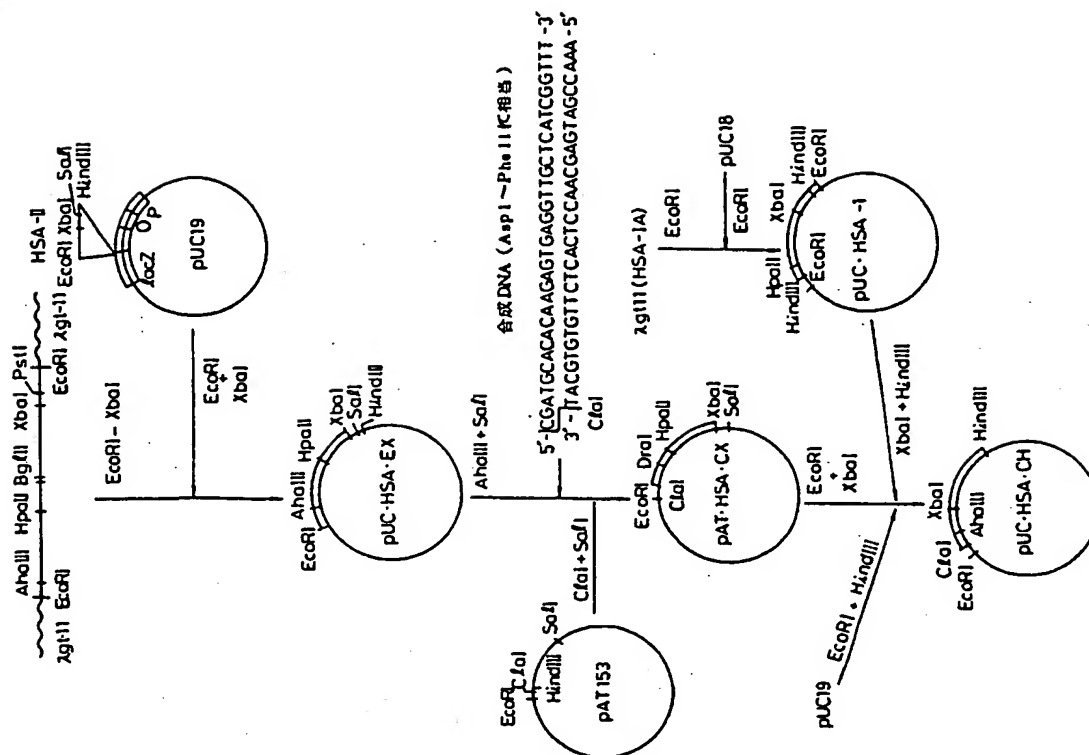 HSA-II
AhaIII HpaII BglII XbaI PstI
λgt-11 EcoRI EcoRI λgt-11
EcoRI XbaI SalI
HindIII
lacZ O P
pUC19
EcoRI-XbaI
EcoRI
+
XbaI
EcoRI AhaIII HpaII XbaI SalI HindIII
pUC・HSA・EX
AhaIII+SalI
合成DNA (Asp1～Phe11に相当)
5´-CGATGCACACAAGAGTGAGGTTGCTCATCGGTTT-3´
3´-TACGTGTGTTCTCACTCCAACGAGTAGCCAAA-5´
ClaI
EcoRI ClaI
HindIII SalI
pAT153
ClaI+SalI
EcoRI DraI HpaII
ClaI XbaI
SalI
pAT・HSA・CX
λgt11(HSA-1A)
EcoRI
pUC18
EcoRI
HpaII XbaI
HindIII HindIII
EcoRI EcoRI
pUC・HSA-1
EcoRI
+
XbaI
XbaI+HindIII
pUC19
EcoRI+HindIII
ClaI XbaI
EcoRI AhaIII HindIII
pUC・HSA・CH